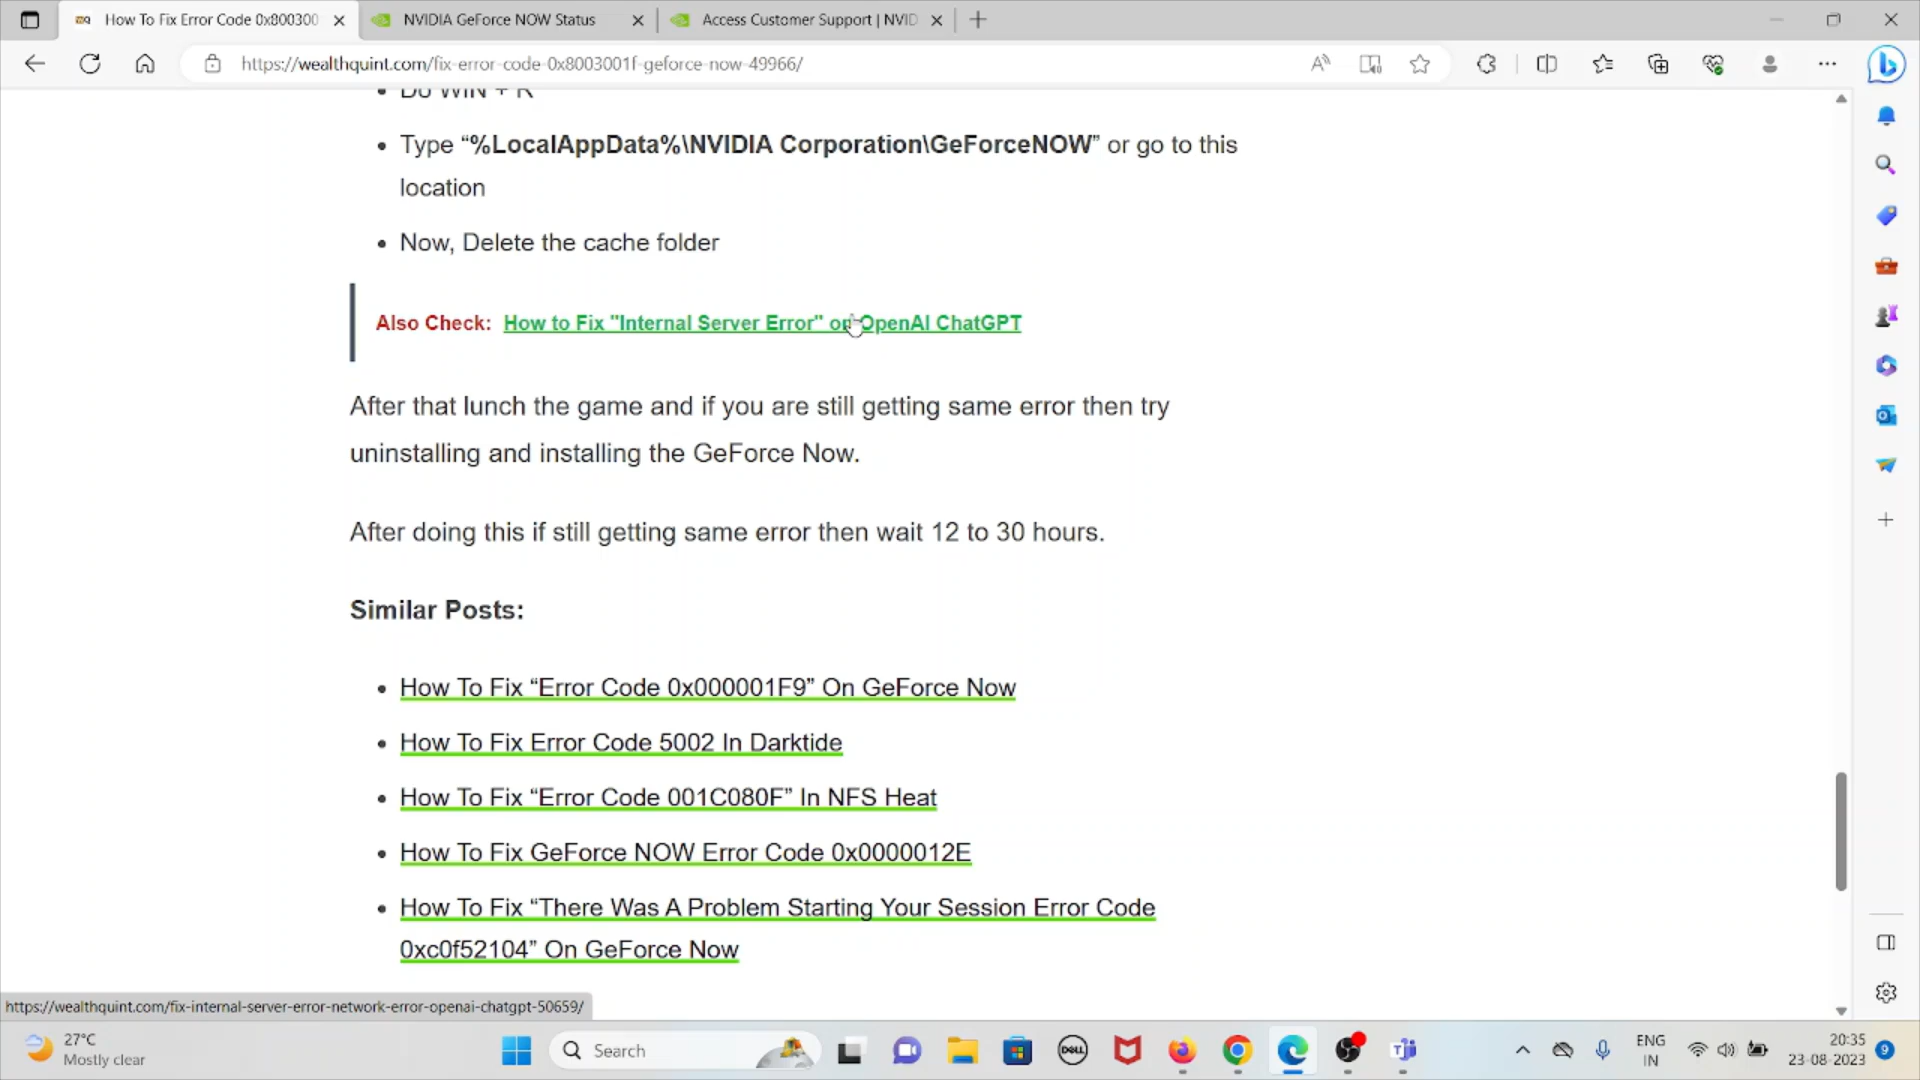 How To Fix Error Code 0x800300
NVIDIA GeForce NOW Status
Access Customer Support | NVID
https://wealthquint.com/fix-error-code-0x8003001f-geforce-now-49966/
Do WIN + R
Type “%LocalAppData%\NVIDIA Corporation\GeForceNOW” or go to this
location
Now, Delete the cache folder
Also Check: How to Fix "Internal Server Error" on OpenAI ChatGPT
After that lunch the game and if you are still getting same error then try
uninstalling and installing the GeForce Now.
After doing this if still getting same error then wait 12 to 30 hours.
Similar Posts:
How To Fix “Error Code 0x000001F9” On GeForce Now
How To Fix Error Code 5002 In Darktide
How To Fix “Error Code 001C080F” In NFS Heat
How To Fix GeForce NOW Error Code 0x0000012E
How To Fix “There Was A Problem Starting Your Session Error Code
0xc0f52104” On GeForce Now
https://wealthquint.com/fix-internal-server-error-network-error-openai-chatgpt-50659/
27°C
Mostly clear
Search
DELL
ENG
IN
20:35
23-08-2023
9